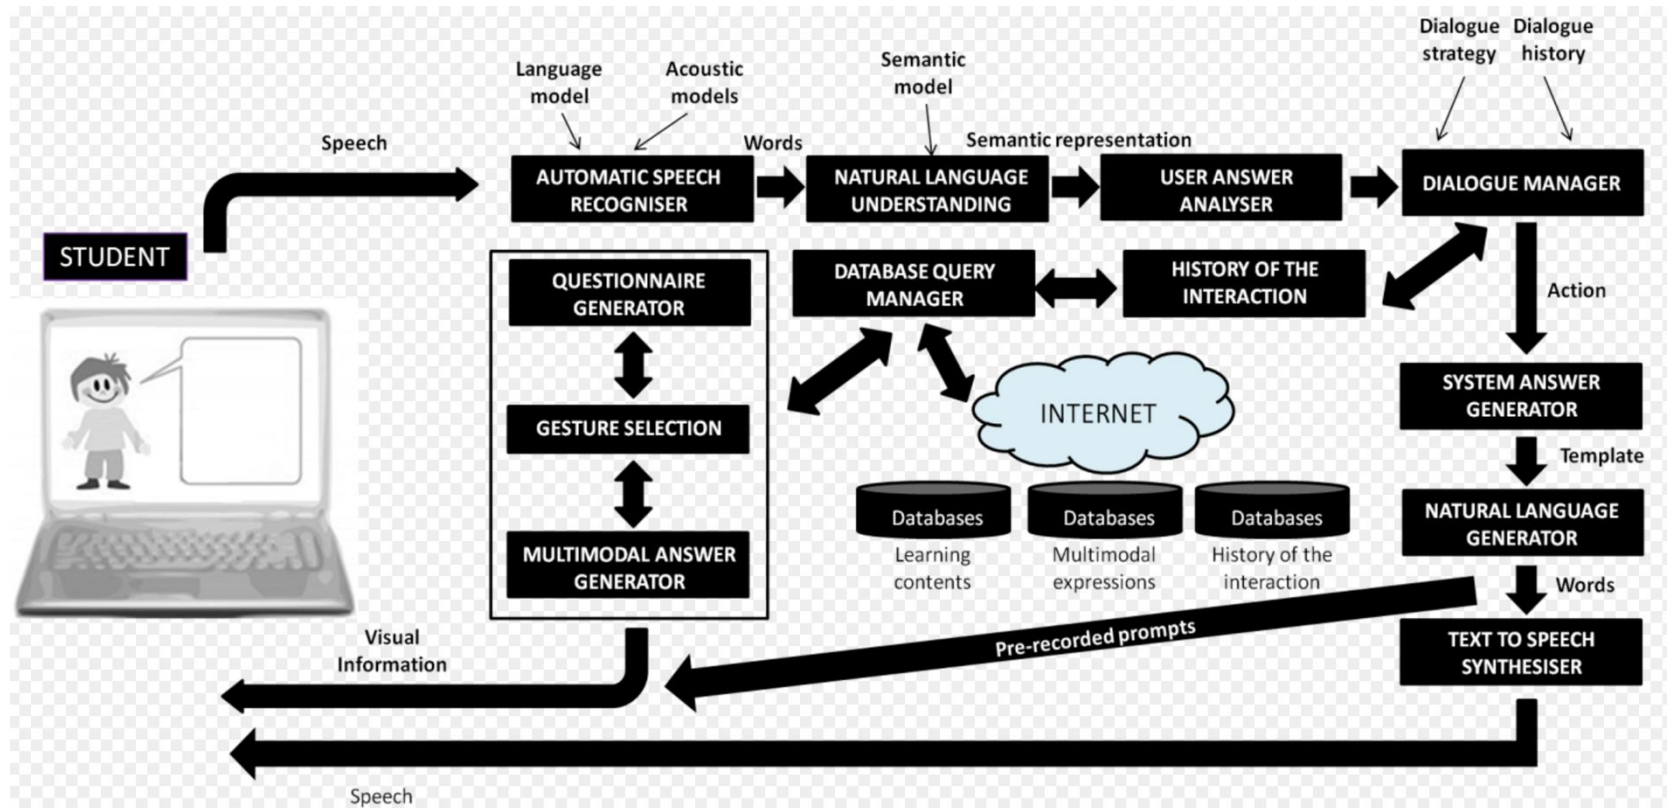 Dialogue
strategy
Dialogue
history
Language
model
Acoustic
models
Semantic
model
Speech
Words
Semantic representation
AUTOMATIC SPEECH
RECOGNISER
NATURAL LANGUAGE
UNDERSTANDING
USER ANSWER
ANALYSER
DIALOGUE MANAGER
STUDENT
QUESTIONNAIRE
GENERATOR
DATABASE QUERY
MANAGER
HISTORY OF THE
INTERACTION
Action
GESTURE SELECTION
INTERNET
SYSTEM ANSWER
GENERATOR
Template
MULTIMODAL ANSWER
GENERATOR
Databases
Learning
contents
Databases
Multimodal
expressions
Databases
History of the
interaction
NATURAL LANGUAGE
GENERATOR
Words
Visual
Information
Pre-recorded prompts
TEXT TO SPEECH
SYNTHESISER
Speech